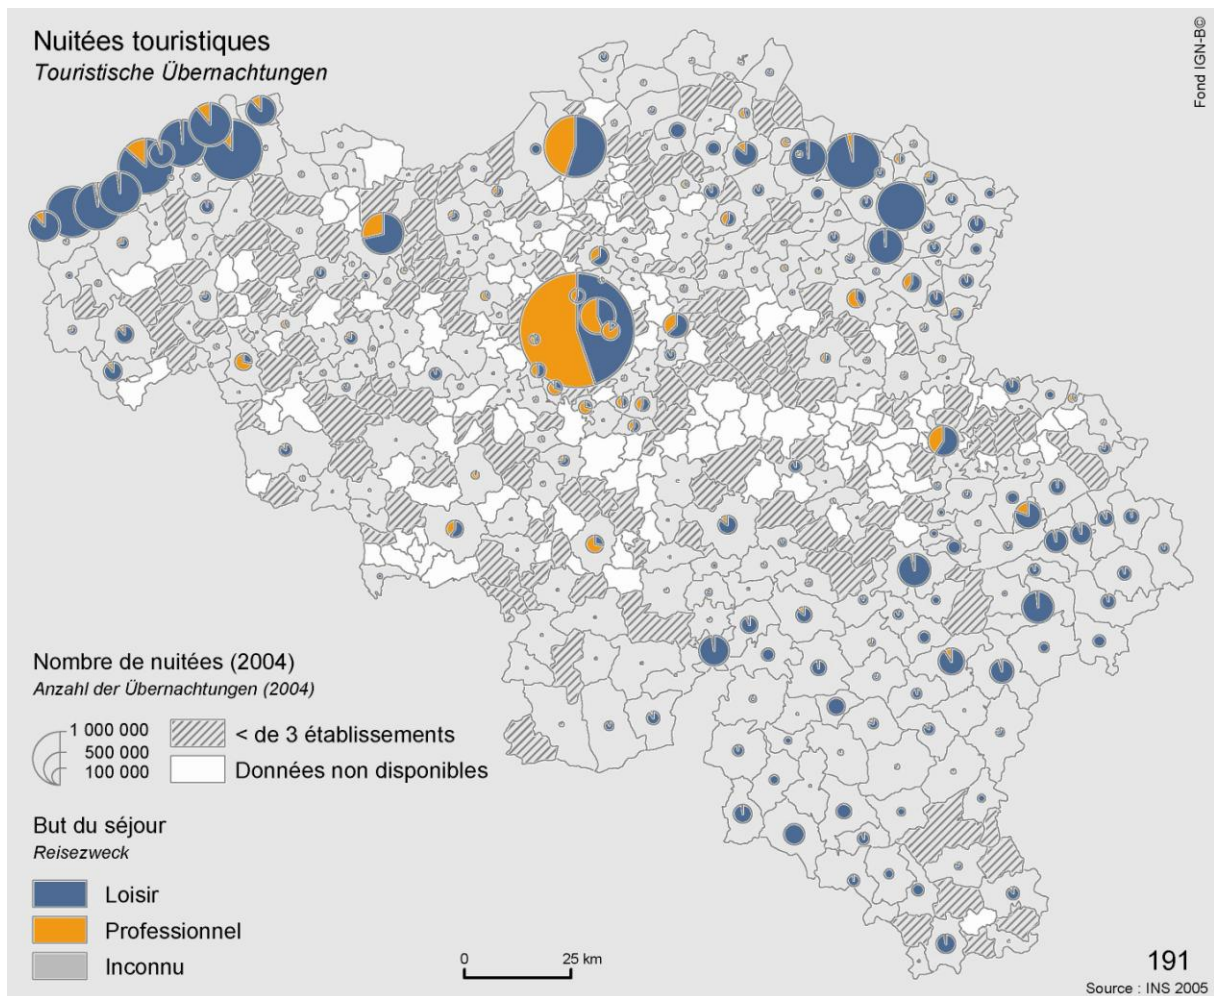 Nuitées touristiques
Touristische Übernachtungen
Fond IGN-B©
Nombre de nuitées (2004)
Anzahl der Übernachtungen (2004)
1 000 000
500 000
100 000
< de 3 établissements
Données non disponibles
But du séjour
Reisezweck
Loisir
Professionnel
Inconnu
0 25 km
191
Source : INS 2005